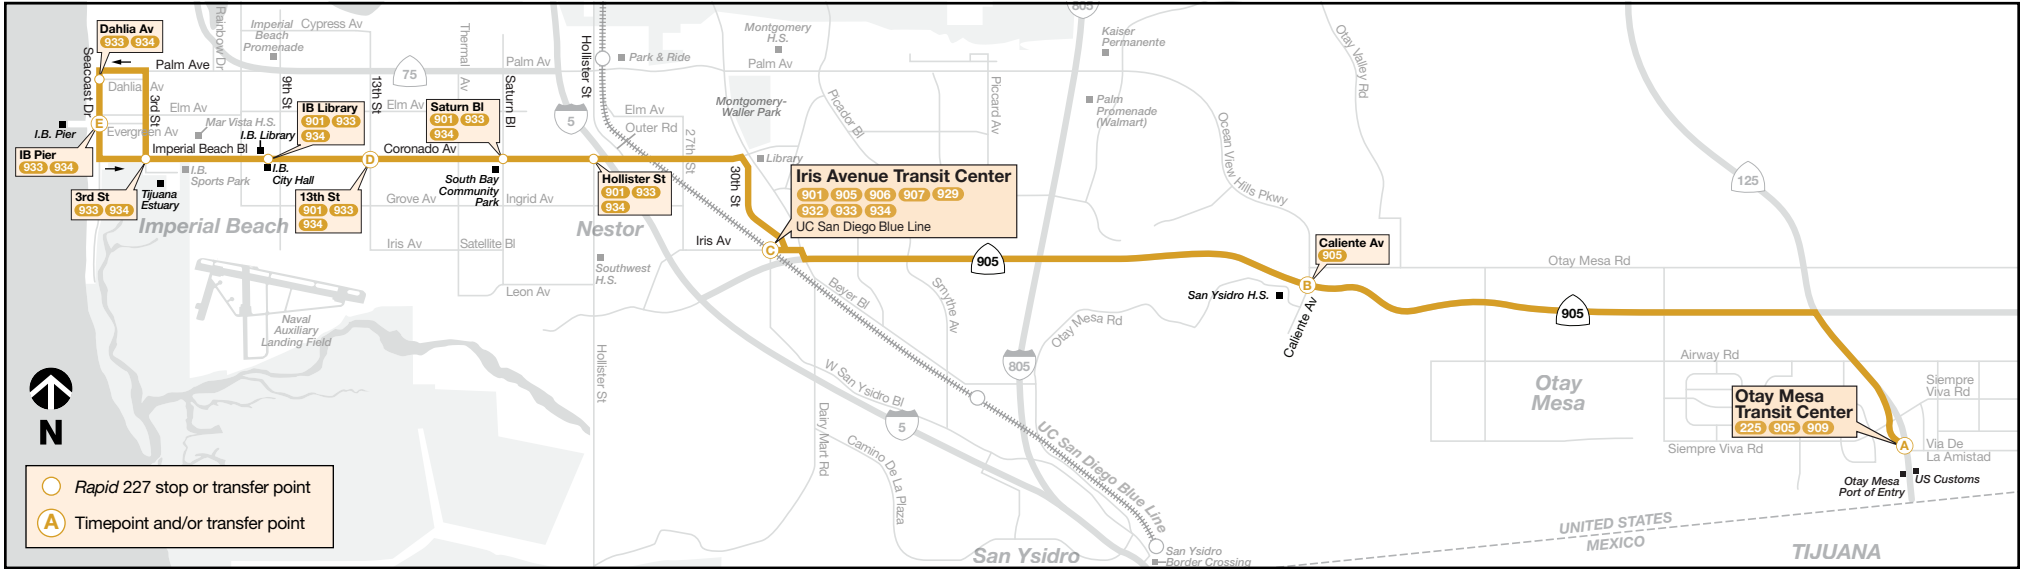 Dahlia Av
933 934
Seacoast Dr
Palm Ave
Dahlia Av
3rd St
Elm Av
Evergreen Av
I.B. Pier
IB Pier
933 934
3rd St
933 934
Tijuana
Estuary
Imperial Beach Bl
Rainbow Dr
Imperial
Beach
Promenade
Cypress Av
75
9th St
13th St
Mar Vista H.S.
I.B. Library
I.B.
City Hall
I.B.
Sports Park
IB Library
901 933
934
13th St
901 933
934
Imperial Beach
Coronado Av
Elm Av
Grove Av
Iris Av
Thermal Av
Palm Av
Saturn Bl
Saturn Bl
901 933
934
South Bay
Community
Park
Ingrid Av
Satellite Bl
Leon Av
Naval
Auxiliary
Landing Field
5
Hollister St
Park & Ride
Elm Av
Outer Rd
27th St
Hollister St
901 933
934
Nestor
Southwest
H.S.
Hollister St
Iris Av
30th St
Montgomery
H.S.
Palm Av
Montgomery-
Waller Park
Library
Picador Bl
Piccard Av
Iris Avenue Transit Center
901 905 906 907 929
932 933 934
UC San Diego Blue Line
905
Beyer Bl
Smythe Av
W San Ysidro Bl
Dairy Mart Rd
Camino De La Plaza
5
805
805
Kaiser
Permanente
Palm
Promenade
(Walmart)
Ocean View Hills Pkwy
Otay Valley Rd
Otay Mesa Rd
San Ysidro H.S.
Caliente Av
905
Caliente Av
905
Otay Mesa Rd
125
Airway Rd
Otay
Mesa
Otay Mesa
Transit Center
225 905 909
Siempre Viva Rd
Siempre
Viva Rd
Via De
La Amistad
Otay Mesa
Port of Entry
US Customs
UC San Diego Blue Line
San Ysidro
San Ysidro
Border Crossing
UNITED STATES
MEXICO
TIJUANA
A
B
C
D
E
N
Rapid 227 stop or transfer point
A Timepoint and/or transfer point